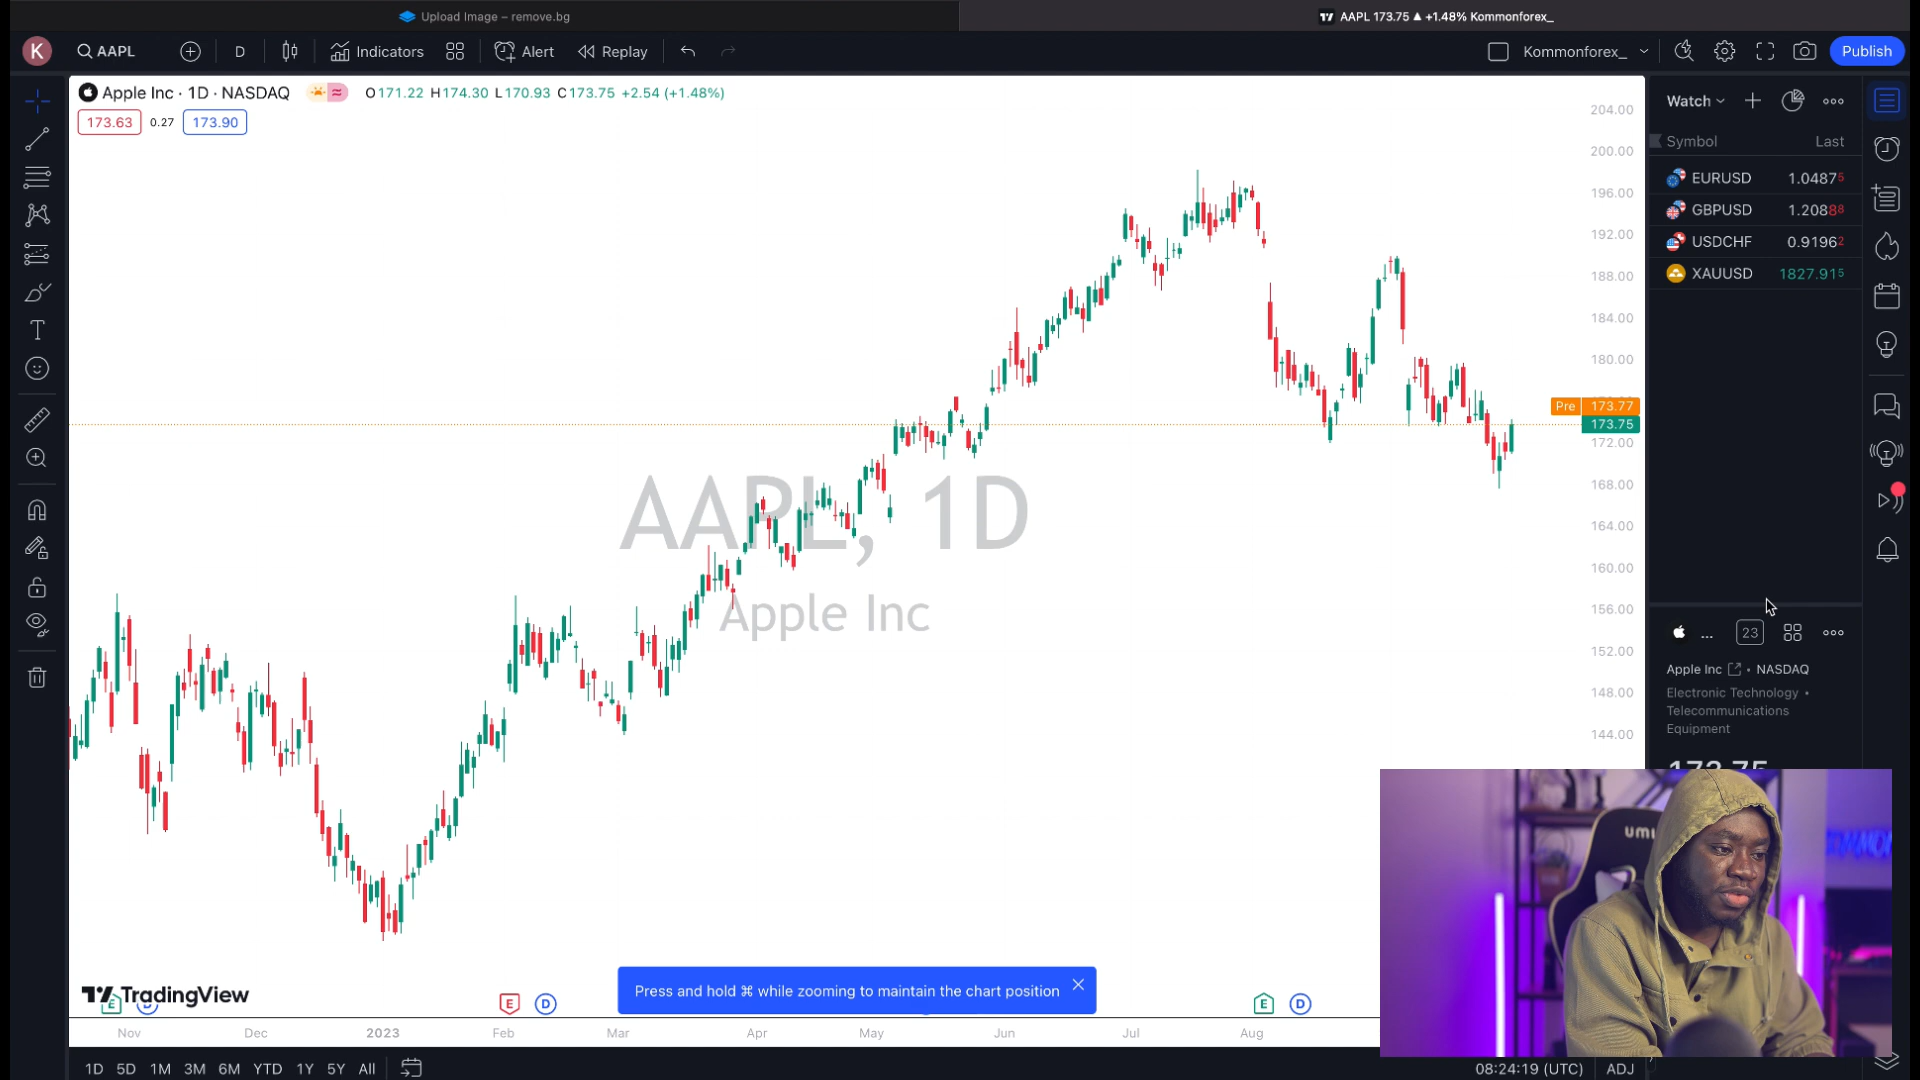 Upload Image – remove.bg
AAPL 173.75 ▲ +1.48% Kommonforex_
K
AAPL
D
Indicators
Alert
Replay
Kommonforex_
Publish
Apple Inc · 1D · NASDAQ
O171.22 H174.30 L170.93 C173.75 +2.54 (+1.48%)
173.63
0.27
173.90
204.00
200.00
196.00
192.00
188.00
184.00
180.00
Pre 173.77
173.75
172.00
168.00
164.00
160.00
156.00
152.00
148.00
144.00
AAPL, 1D
Apple Inc
Watch
Symbol Last
EURUSD 1.04875
GBPUSD 1.20888
USDCHF 0.91962
XAUUSD 1827.915
... 23
Apple Inc • NASDAQ
Electronic Technology •
Telecommunications
Equipment
173.75
TradingView
E
E D
Press and hold ⌘ while zooming to maintain the chart position
E D
Nov Dec 2023 Feb Mar Apr May Jun Jul Aug
1D 5D 1M 3M 6M YTD 1Y 5Y All
08:24:19 (UTC) ADJ